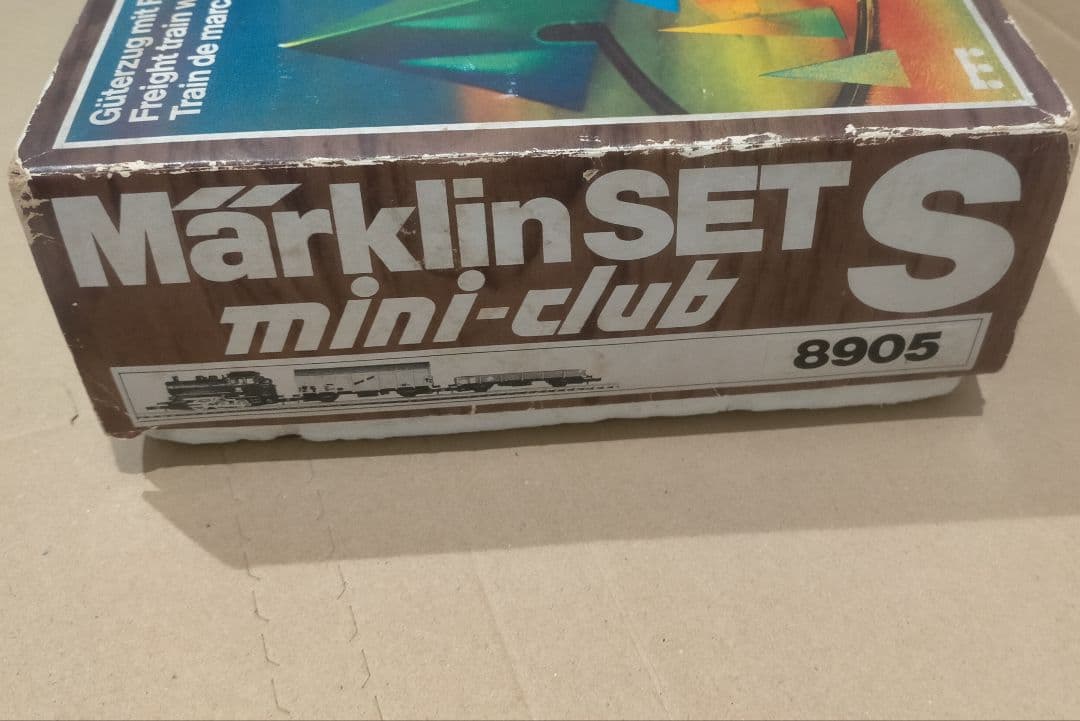 Güterzug mit
Freight train
Train de marc
Märklin SET S
mini-club
8905